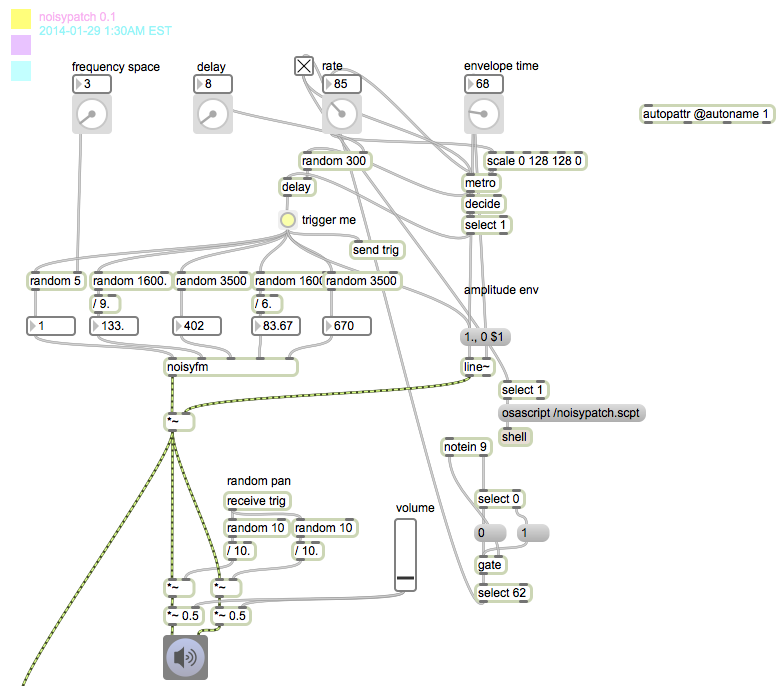 noisypatch 0.1
2014-01-29 1:30AM EST
frequency space
delay
rate
envelope time
3
8
85
68
autopattr @autoname 1
random 300
scale 0 128 128 0
delay
metro
decide
trigger me
select 1
send trig
random 5
random 1600.
random 3500
random 1600
random 3500
/ 9.
/ 6.
amplitude env
1
133.
402
83.67
670
1., 0 $1
noisyfm
line~
select 1
osascript /noisypatch.scpt
*~
shell
notein 9
random pan
receive trig
select 0
volume
random 10
random 10
0
1
/ 10.
/ 10.
gate
*~
*~
select 62
*~ 0.5
*~ 0.5